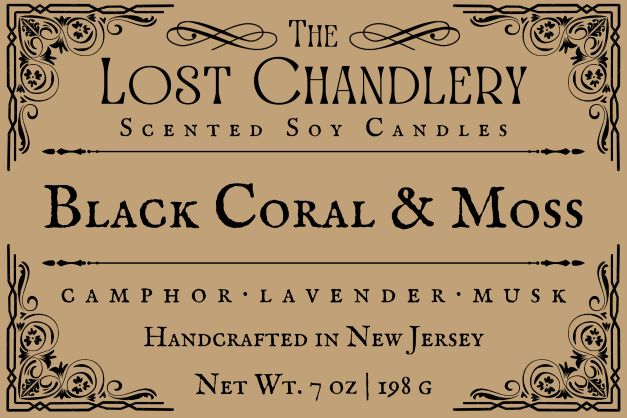 The
Lost Chandlery
Scented Soy Candles
Black Coral & Moss
CAMPHOR·LAVENDER·MUSK
Handcrafted in New Jersey
Net Wt. 7 oz | 198 g